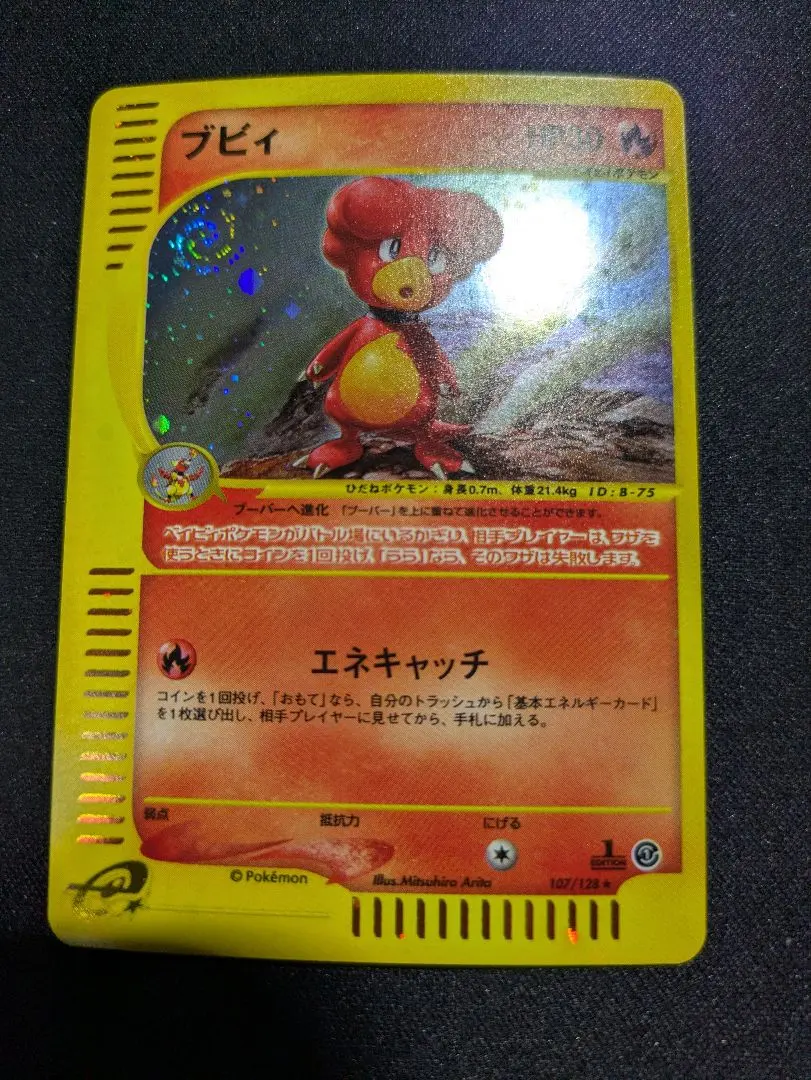 ブビィ
HP30
ベイビィポケモン
ひだねポケモン：身長0.7m、体重21.4kg ID:B-75
ブーバーへ進化 「ブーバー」を上に重ねて進化させることができます。
ベイビィポケモンがバトル場にいるかぎり、相手プレイヤーは、ワザを
使うときにコインを1回投げ、「うら」なら、そのワザは失敗します。
エネキャッチ
コインを1回投げ、「おもて」なら、自分のトラッシュから「基本エネルギーカード」
を1枚選び出し、相手プレイヤーに見せてから、手札に加える。
弱点 抵抗力 にげる
1
EDITION
1
e
©Pokémon Illus.Mitsuhiro Arita 107/128★